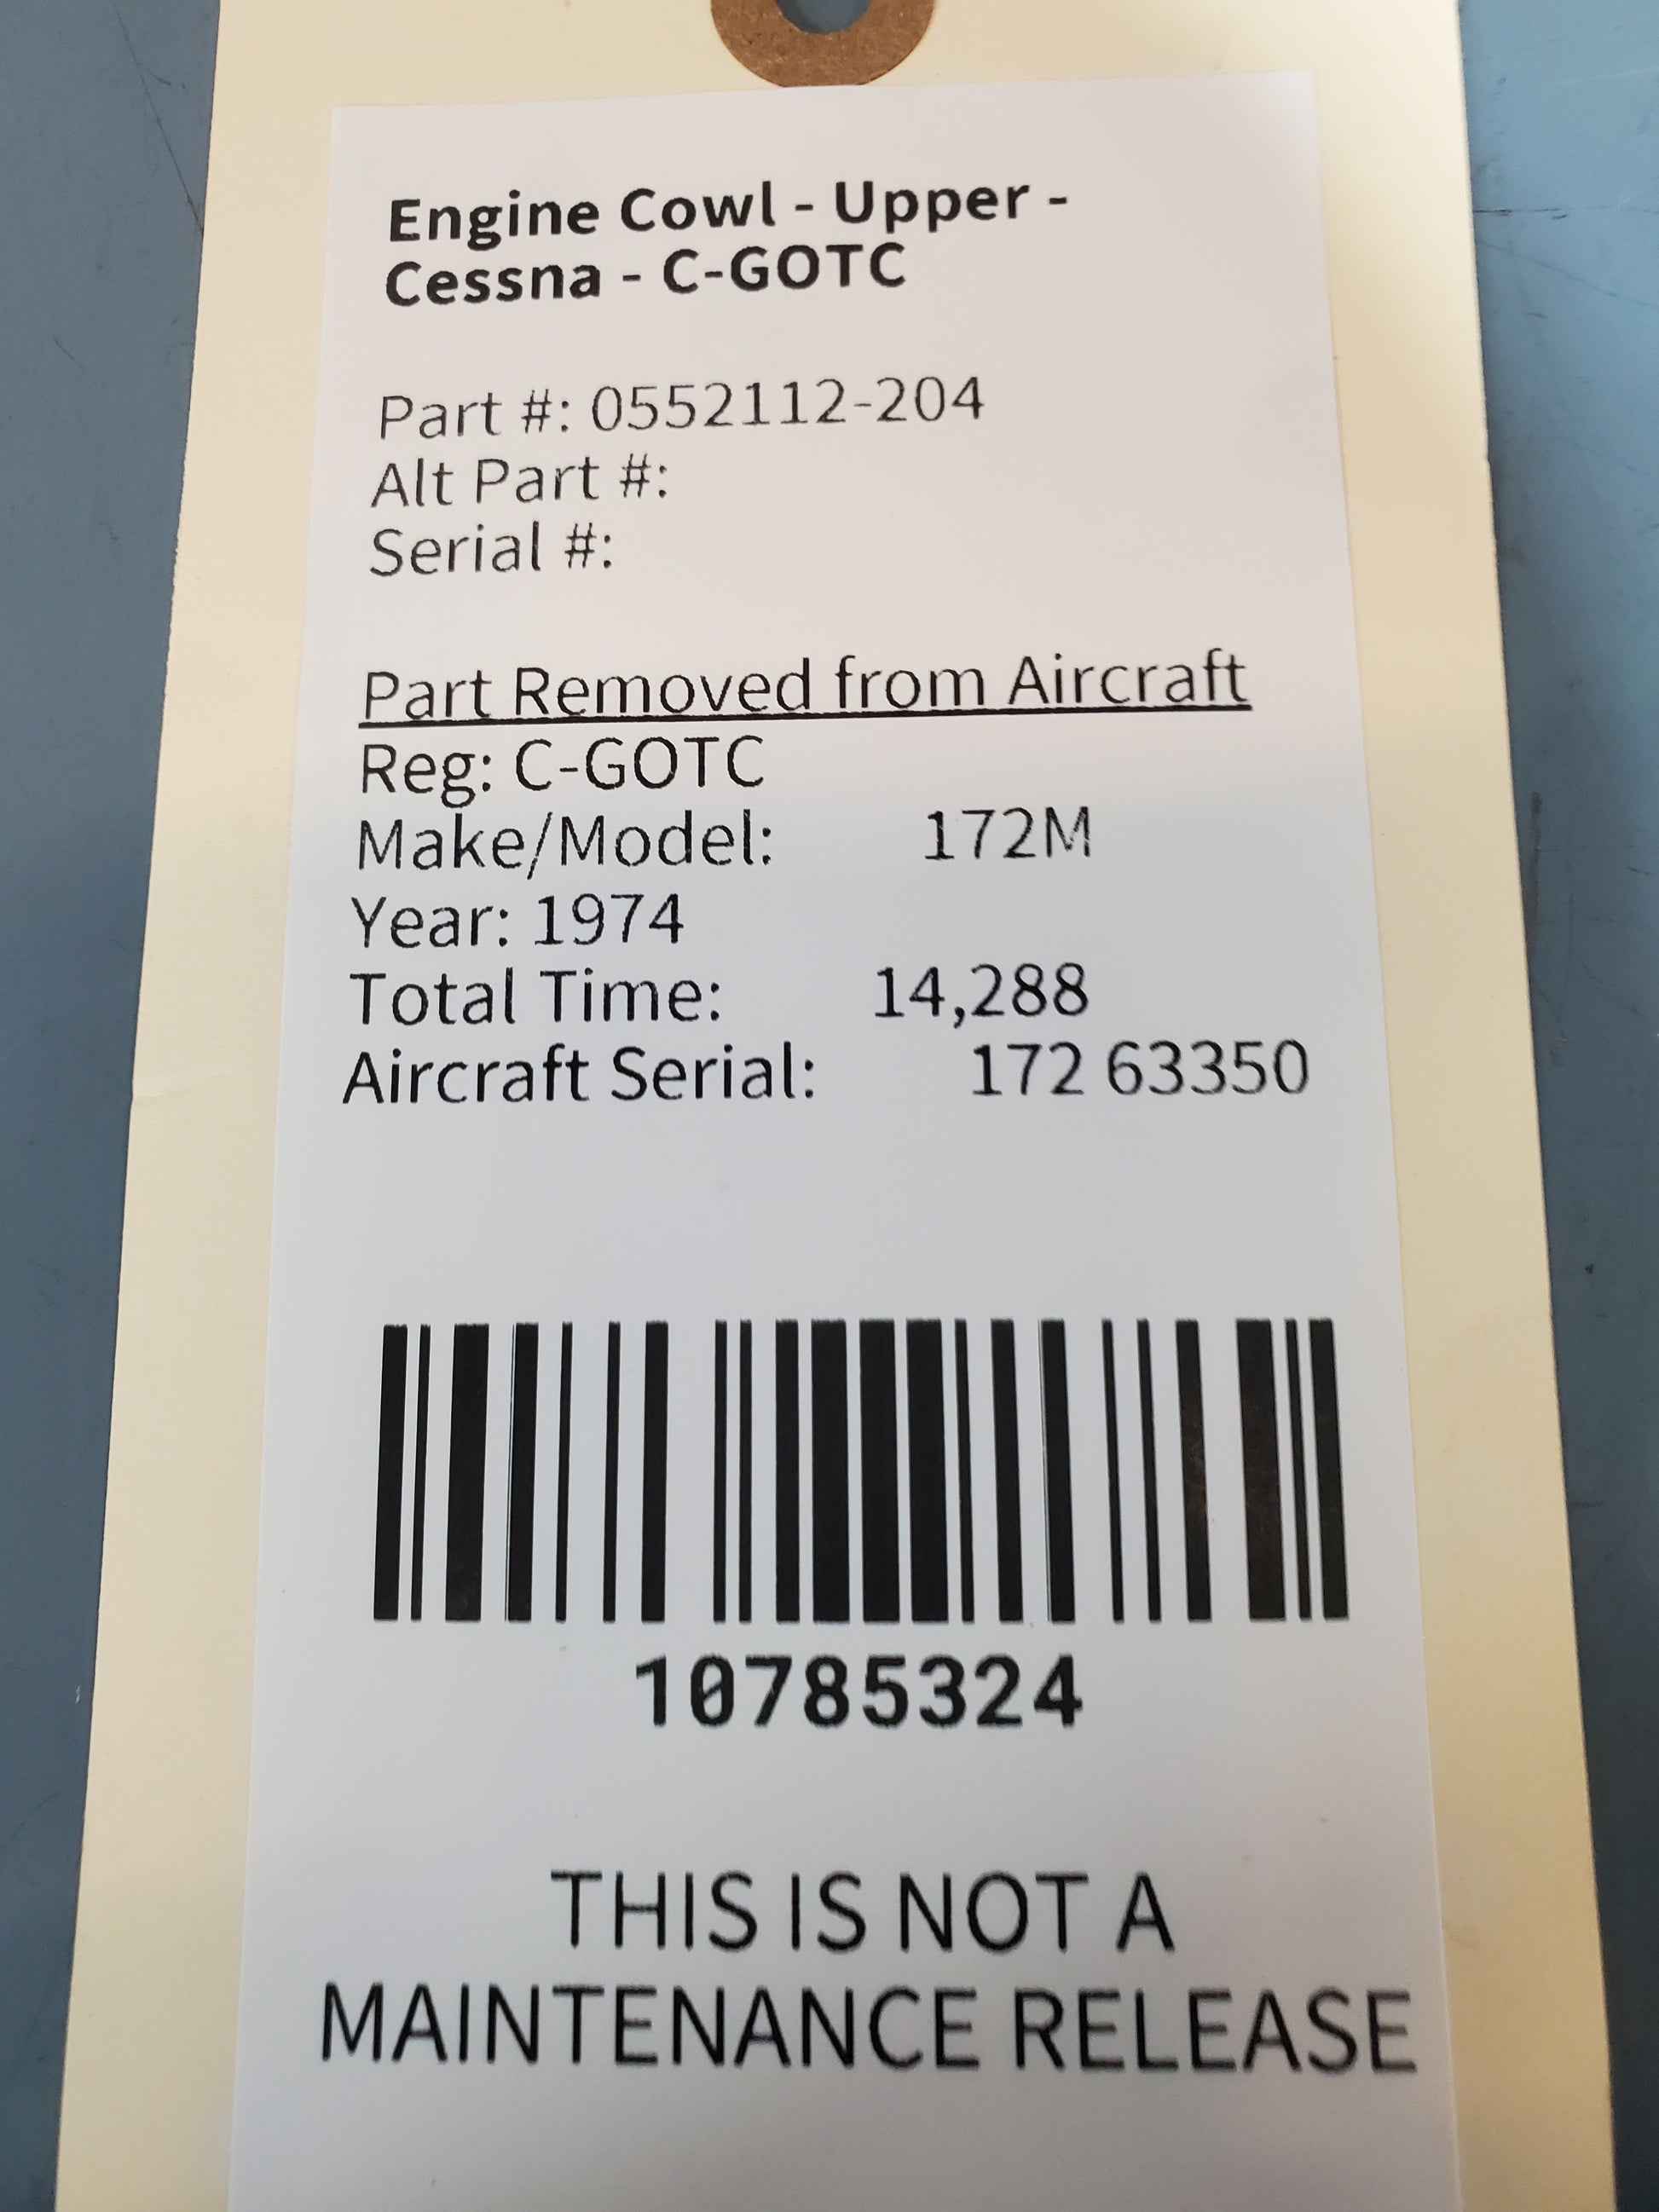 Engine Cowl - Upper -
Cessna - C-GOTC
Part #: 0552112-204
Alt Part #:
Serial #:
Part Removed from Aircraft
Reg: C-GOTC
Make/Model: 172M
Year: 1974
Total Time: 14,288
Aircraft Serial: 172 63350
10785324
THIS IS NOT A
MAINTENANCE RELEASE